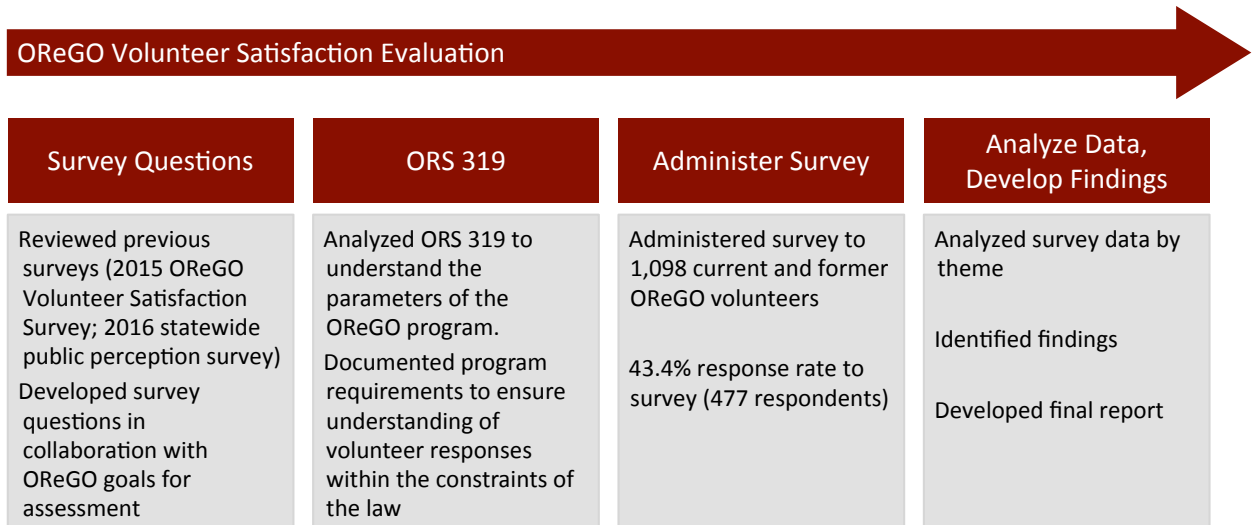 OReGO Volunteer Satisfaction Evaluation
Survey Questions
Reviewed previous
surveys (2015 OReGO
Volunteer Satisfaction
Survey; 2016 statewide
public perception survey)
Developed survey
questions in
collaboration with
OReGO goals for
assessment
ORS 319
Analyzed ORS 319 to
understand the
parameters of the
OReGO program.
Documented program
requirements to ensure
understanding of
volunteer responses
within the constraints of
the law
Administer Survey
Administered survey to
1,098 current and former
OReGO volunteers
43.4% response rate to
survey (477 respondents)
Analyze Data,
Develop Findings
Analyzed survey data by
theme
Identified findings
Developed final report